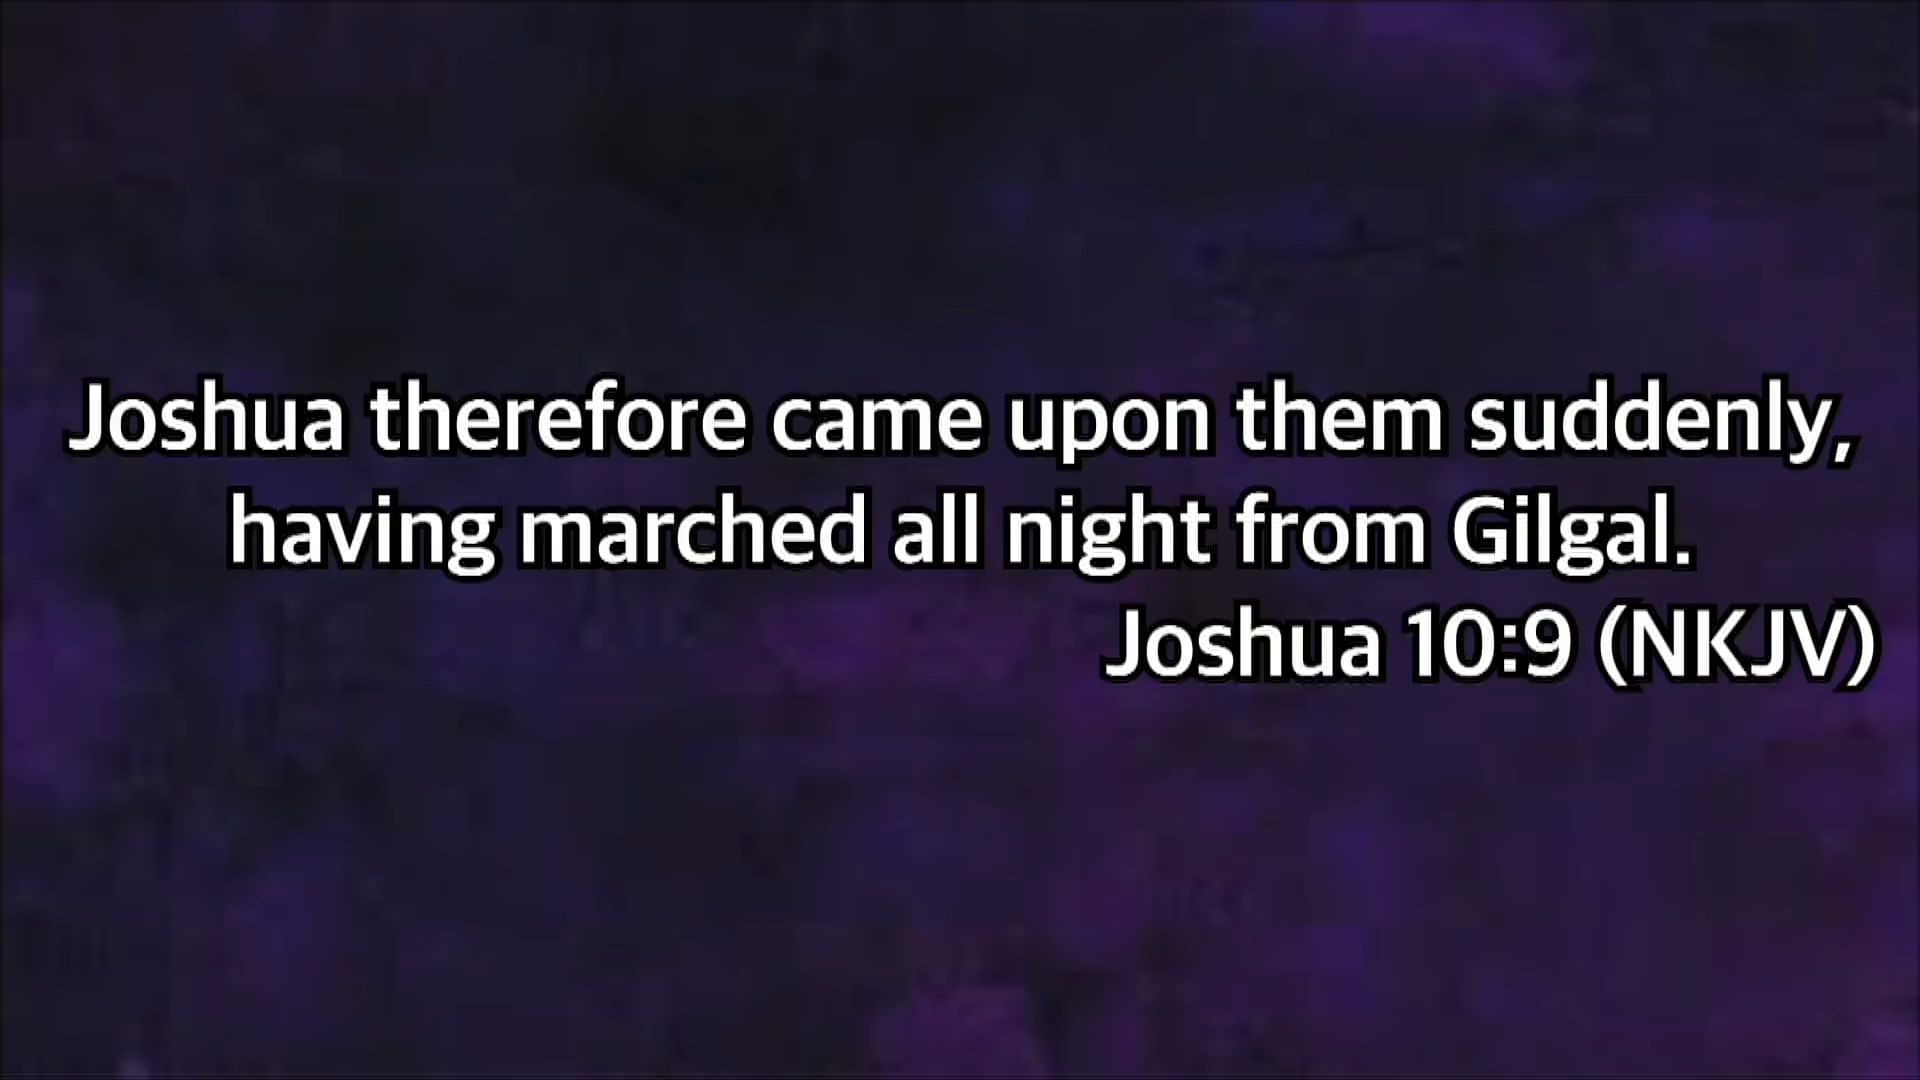 Joshua therefore came upon them suddenly,
having marched all night from Gilgal.
Joshua 10:9 (NKJV)